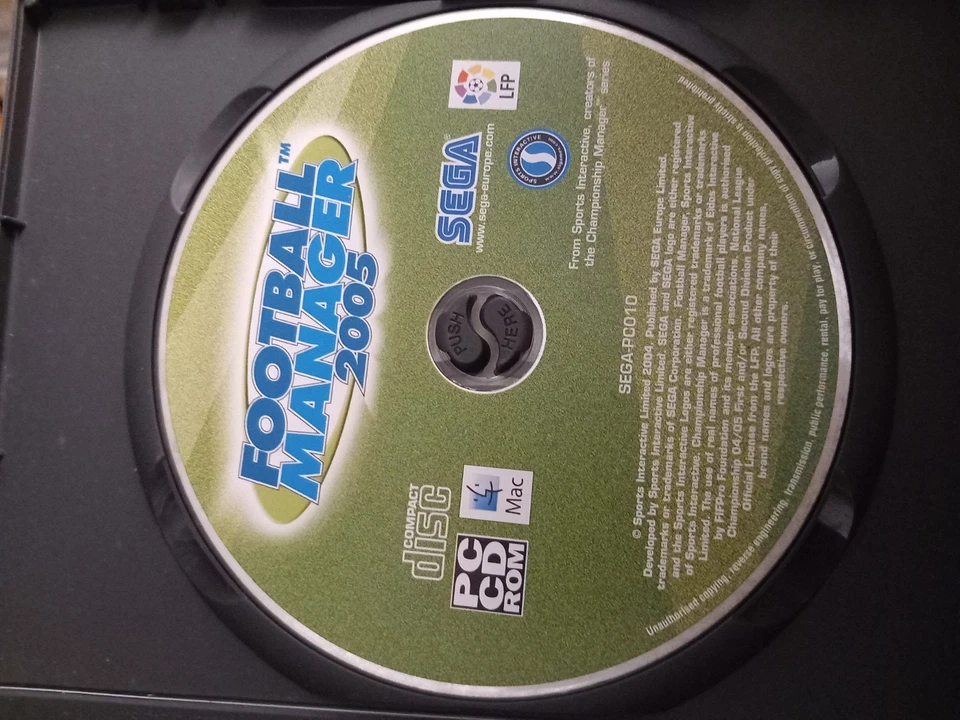 FOOTBALL™
MANAGER
2005
COMPACT
disc
PC
CD
ROM
Mac
SEGA®
www.sega-europe.com
LFP
SPORTS INTERACTIVE
PUSH
HERE
From Sports Interactive, creators of
the Championship Manager™ series
SEGA-PC010
© Sports Interactive Limited 2004. Published by SEGA Europe Limited.
Developed by Sports Interactive Limited. SEGA and SEGA logo are either registered
trademarks or trademarks of SEGA Corporation. Football Manager, Sports Interactive
and the Sports Interactive Logos are either registered trademarks or trademarks
of Sports Interactive. Championship Manager is a trademark of Eidos Interactive
Limited. The use of real names of professional football players is authorised
by FIFPro Foundation and its member associations. National League
Championship 04/05 First and/or Second Division Product under
Official License from the LFP. All other company names,
brand names and logos are property of their
respective owners
Unauthorised copying, reverse engineering, transmission, public performance, rental, pay for play, or circumvention of copy protection is strictly prohibited